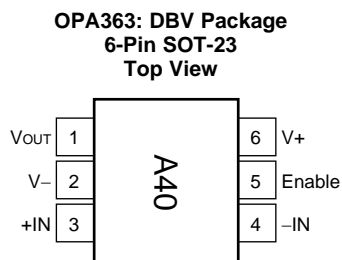 OPA363: DBV Package
6-Pin SOT-23
Top View
VOUT 1 6 V+
V− 2 5 Enable
+IN 3 4 −IN
A40